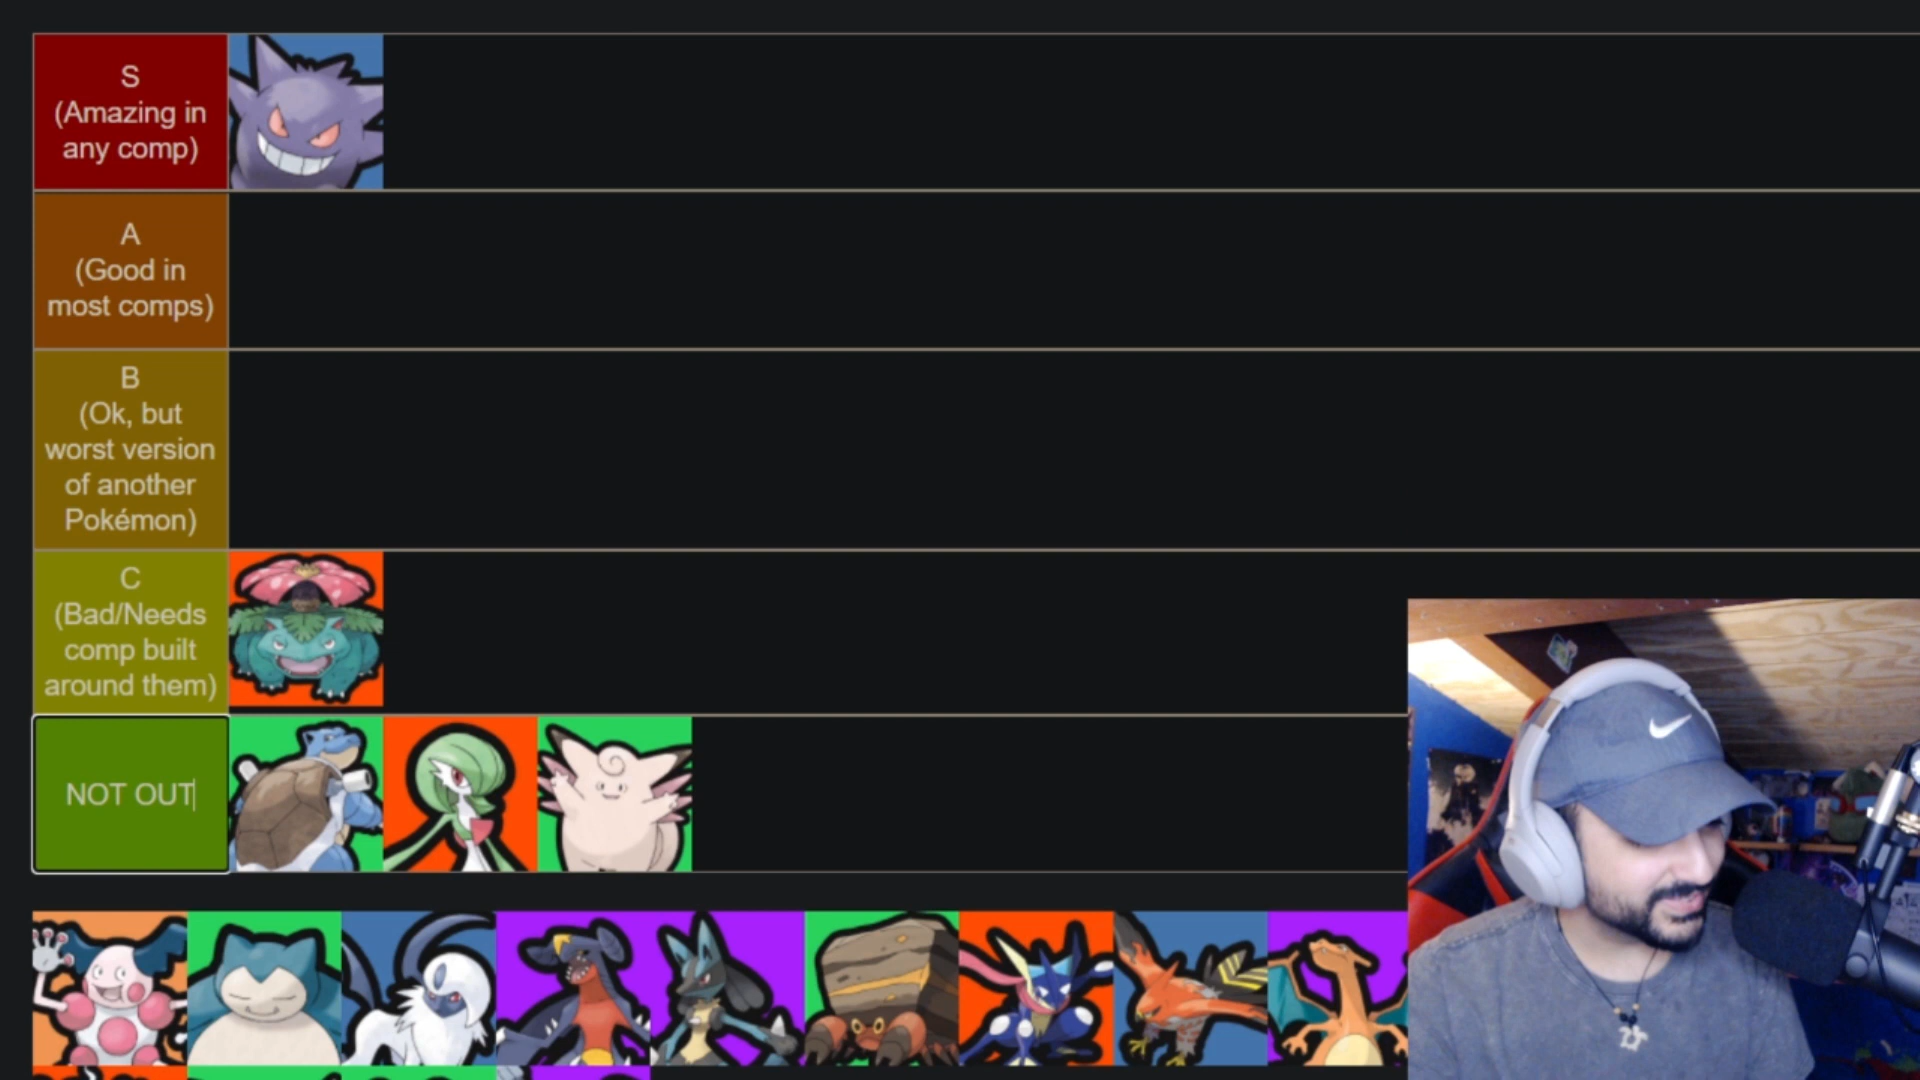 S
(Amazing in
any comp)
A
(Good in
most comps)
B
(Ok, but
worst version
of another
Pokémon)
C
(Bad/Needs
comp built
around them)
NOT OUT